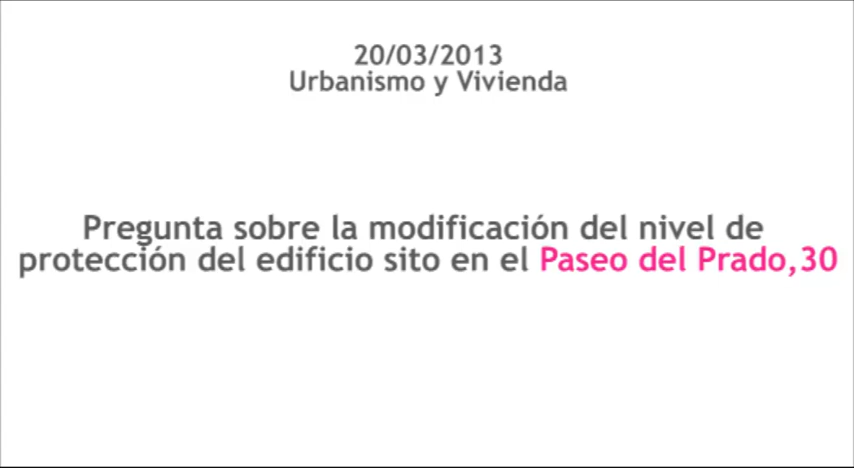 20/03/2013
Urbanismo y Vivienda
Pregunta sobre la modificación del nivel de
protección del edificio sito en el Paseo del Prado,30